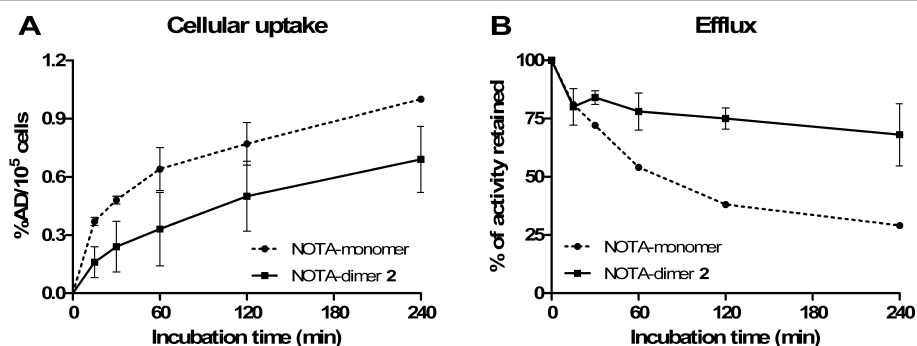 A Cellular uptake
%AD/10⁵ cells
1.2
0.9
0.6
0.3
0.0
NOTA-monomer
NOTA-dimer 2
0 60 120 180 240
Incubation time (min)
B Efflux
% of activity retained
100
75
50
25
0
NOTA-monomer
NOTA-dimer 2
0 60 120 180 240
Incubation time (min)